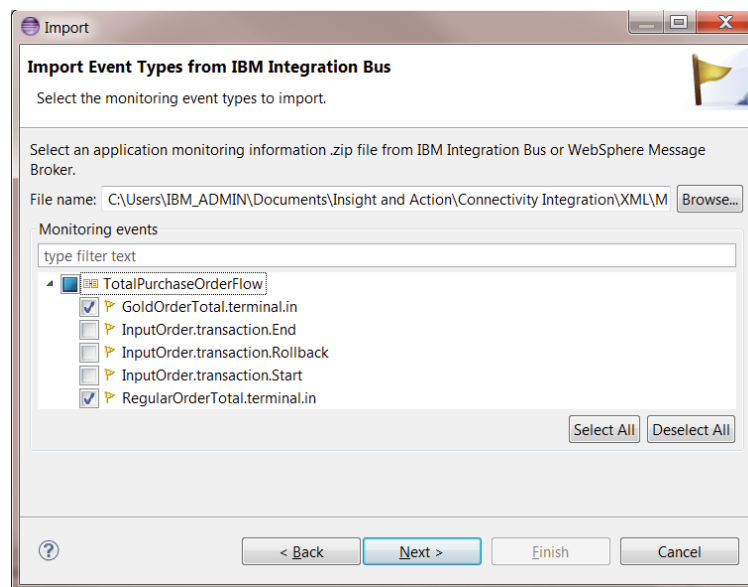 Import
Import Event Types from IBM Integration Bus
Select the monitoring event types to import.
Select an application monitoring information .zip file from IBM Integration Bus or WebSphere Message
Broker.
File name: C:\Users\IBM_ADMIN\Documents\Insight and Action\Connectivity Integration\XML\M Browse...
Monitoring events
type filter text
TotalPurchaseOrderFlow
GoldOrderTotal.terminal.in
InputOrder.transaction.End
InputOrder.transaction.Rollback
InputOrder.transaction.Start
RegularOrderTotal.terminal.in
Select All Deselect All
? < Back Next > Finish Cancel